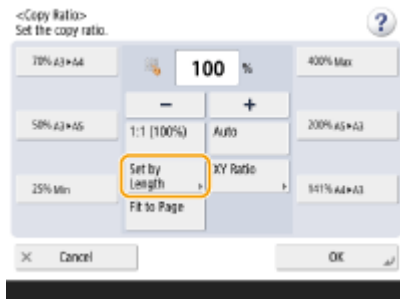 <Copy Ratio>
Set the copy ratio.
?
70% A3►A4
100 %
400% Max
− +
50% A3►A5
1:1 (100%)
Auto
200% A5►A3
Set by
Length
XY Ratio
25% Min
141% A4►A3
Fit to Page
× Cancel
OK